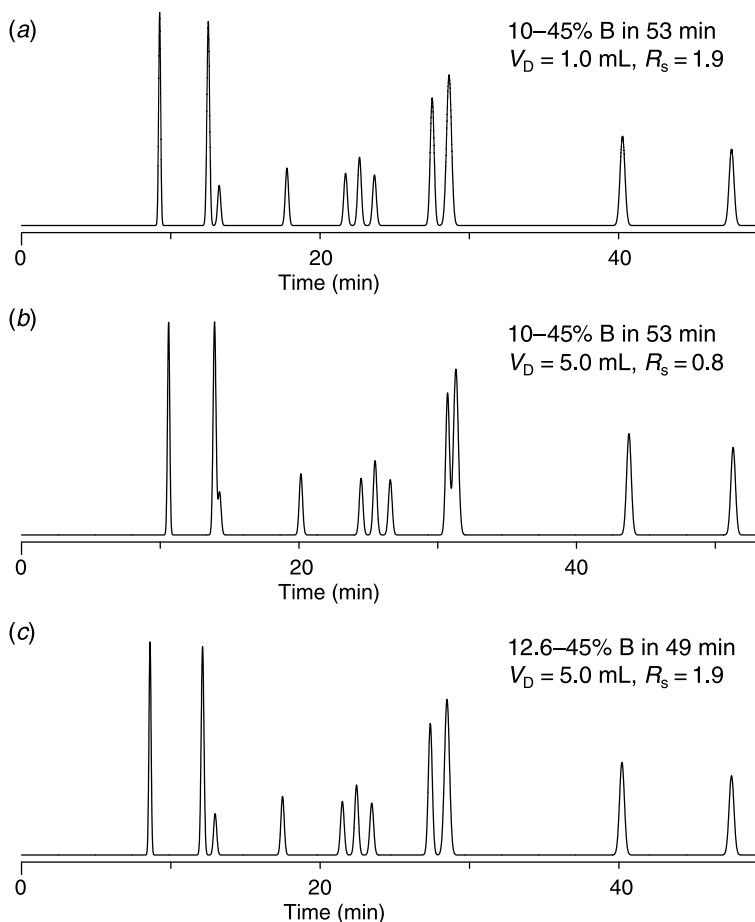 (a)
10–45% B in 53 min
V_D = 1.0 mL, R_s = 1.9
0 20 40
Time (min)
(b)
10–45% B in 53 min
V_D = 5.0 mL, R_s = 0.8
0 20 40
Time (min)
(c)
12.6–45% B in 49 min
V_D = 5.0 mL, R_s = 1.9
0 20 40
Time (min)